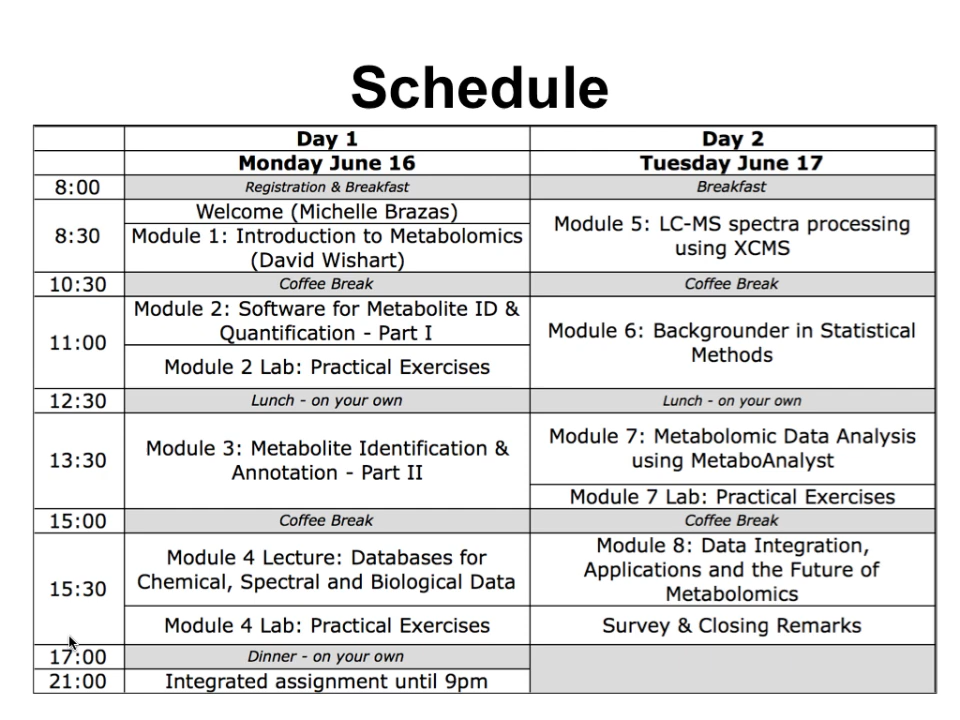 Schedule
Day 1 Day 2
Monday June 16 Tuesday June 17
8:00 Registration & Breakfast Breakfast
8:30
Welcome (Michelle Brazas)
Module 1: Introduction to Metabolomics
(David Wishart)
Module 5: LC-MS spectra processing
using XCMS
10:30 Coffee Break Coffee Break
11:00
Module 2: Software for Metabolite ID &
Quantification - Part I
Module 2 Lab: Practical Exercises
Module 6: Backgrounder in Statistical
Methods
12:30 Lunch - on your own Lunch - on your own
13:30
Module 3: Metabolite Identification &
Annotation - Part II
Module 7: Metabolomic Data Analysis
using MetaboAnalyst
Module 7 Lab: Practical Exercises
15:00 Coffee Break Coffee Break
15:30
Module 4 Lecture: Databases for
Chemical, Spectral and Biological Data
Module 4 Lab: Practical Exercises
Module 8: Data Integration,
Applications and the Future of
Metabolomics
Survey & Closing Remarks
17:00 Dinner - on your own
21:00 Integrated assignment until 9pm